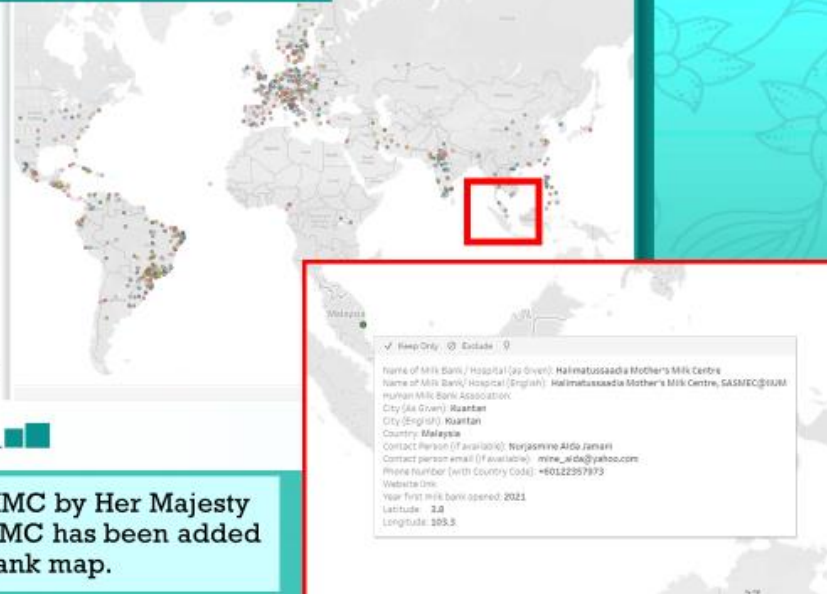 Malaysia
Keep Only Exclude
Name of Milk Bank / Hospital (as Given): Halimatussaadia Mother's Milk Centre
Name of Milk Bank/ Hospital (English): Halimatussaadia Mother's Milk Centre, SASMEC@IIUM
Human Milk Bank Association:
City (As Given): Kuantan
City (English): Kuantan
Country: Malaysia
Contact Person (if available): Nurjasmine Aida Jamani
Contact person email (if available): mine_aida@yahoo.com
Phone Number (with Country Code): +60122357973
Website link:
Year first milk bank opened: 2021
Latitude: 3.8
Longitude: 103.3
MC by Her Majesty
MC has been added
ank map.